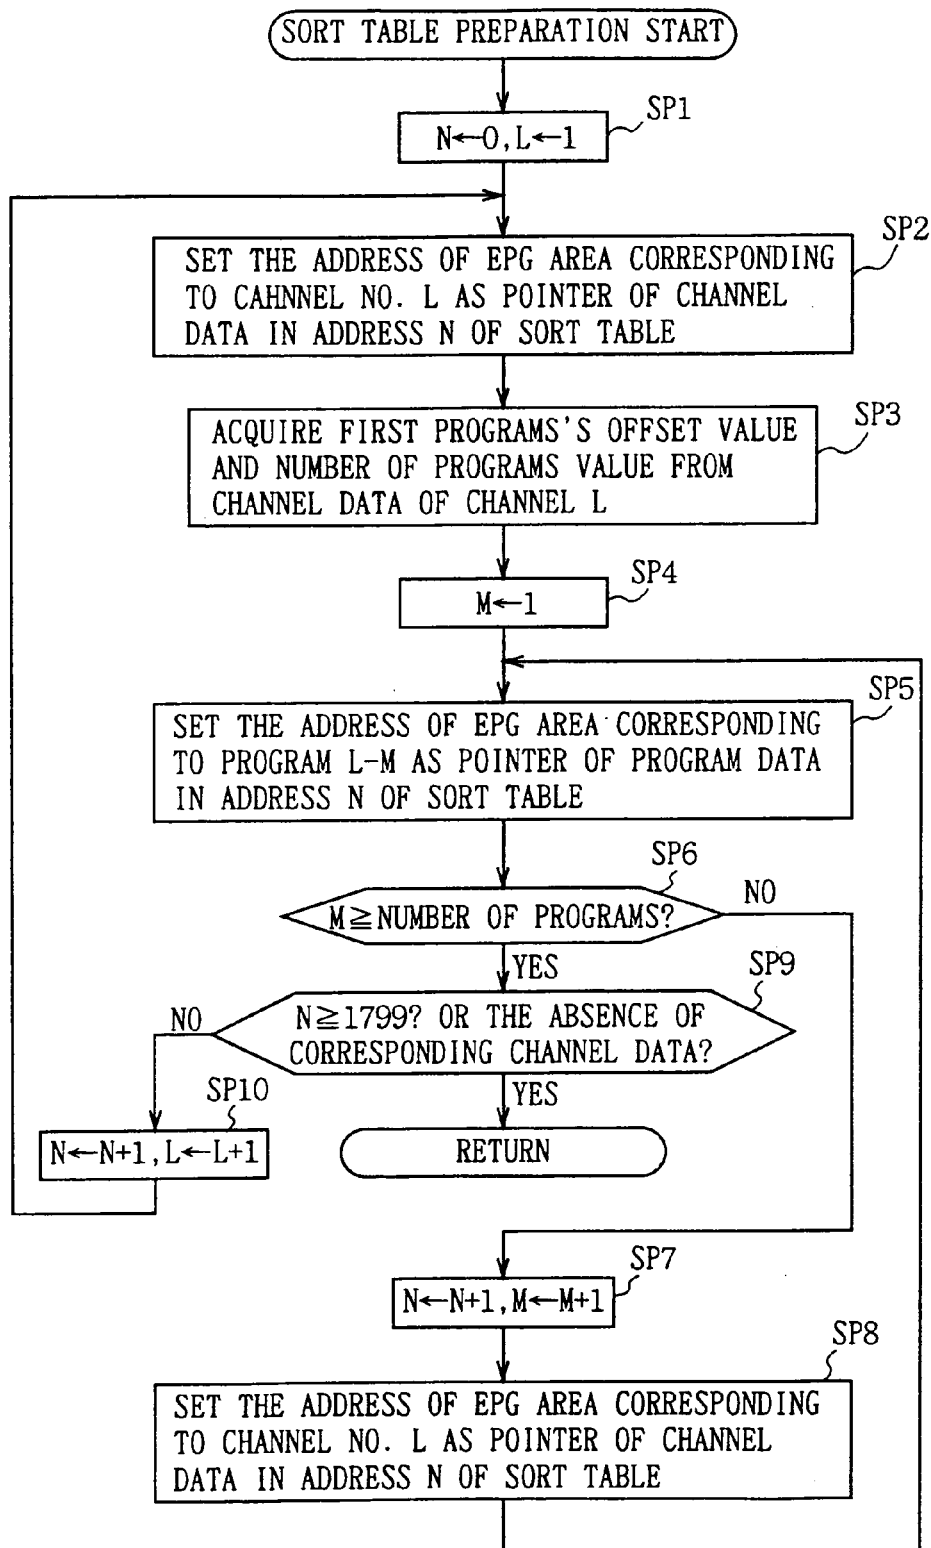 SORT TABLE PREPARATION START
SP1
N←0,L←1
SP2
SET THE ADDRESS OF EPG AREA CORRESPONDING
TO CAHNNEL NO. L AS POINTER OF CHANNEL
DATA IN ADDRESS N OF SORT TABLE
SP3
ACQUIRE FIRST PROGRAMS'S OFFSET VALUE
AND NUMBER OF PROGRAMS VALUE FROM
CHANNEL DATA OF CHANNEL L
SP4
M←1
SP5
SET THE ADDRESS OF EPG AREA CORRESPONDING
TO PROGRAM L-M AS POINTER OF PROGRAM DATA
IN ADDRESS N OF SORT TABLE
SP6
M≧NUMBER OF PROGRAMS?
NO
YES
SP9
N≧1799? OR THE ABSENCE OF
CORRESPONDING CHANNEL DATA?
NO
YES
SP10
N←N+1,L←L+1
RETURN
SP7
N←N+1,M←M+1
SP8
SET THE ADDRESS OF EPG AREA CORRESPONDING
TO CHANNEL NO. L AS POINTER OF CHANNEL
DATA IN ADDRESS N OF SORT TABLE